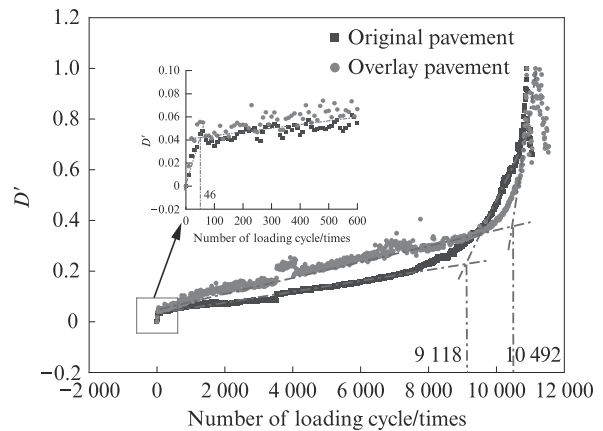 1.2
1.0
0.8
0.6
0.4
0.2
0
−0.2
D′
Original pavement
Overlay pavement
0.10
0.08
0.06
0.04
0.02
0
−0.02
D′
46
0 100 200 300 400 500 600
Number of loading cycle/times
9 118
10 492
−2 000 0 2 000 4 000 6 000 8 000 10 000 12 000
Number of loading cycle/times